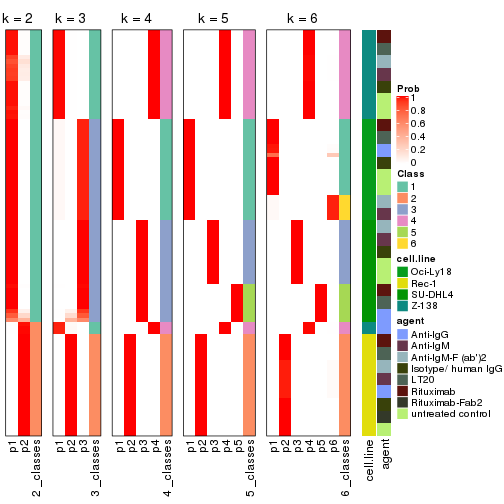 k = 2 k = 3 k = 4 k = 5 k = 6
Prob
1
0.8
0.6
0.4
0.2
0
Class
1
2
3
4
5
6
cell.line
Oci-Ly18
Rec-1
SU-DHL4
Z-138
agent
Anti-IgG
Anti-IgM
Anti-IgM-F (ab')2
Isotype/ human IgG
LT20
Rituximab
Rituximab-Fab2
untreated control
p1 p2 2_classes p1 p2 p3 3_classes p1 p2 p3 p4 4_classes p1 p2 p3 p4 p5 5_classes p1 p2 p3 p4 p5 p6 6_classes cell.line agent